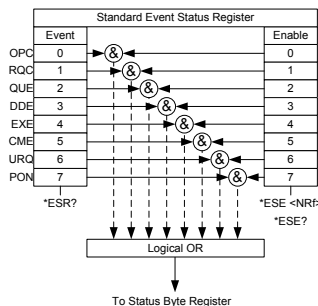 Standard Event Status Register
Event Enable
OPC 0 & 0
RQC 1 & 1
QUE 2 & 2
DDE 3 & 3
EXE 4 & 4
CME 5 & 5
URQ 6 & 6
PON 7 & 7
*ESR? *ESE <NRf>
*ESE?
Logical OR
To Status Byte Register